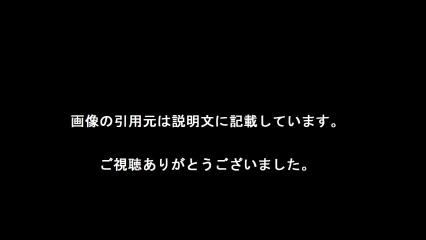 画像の引用元は説明文に記載しています。
ご視聴ありがとうございました。